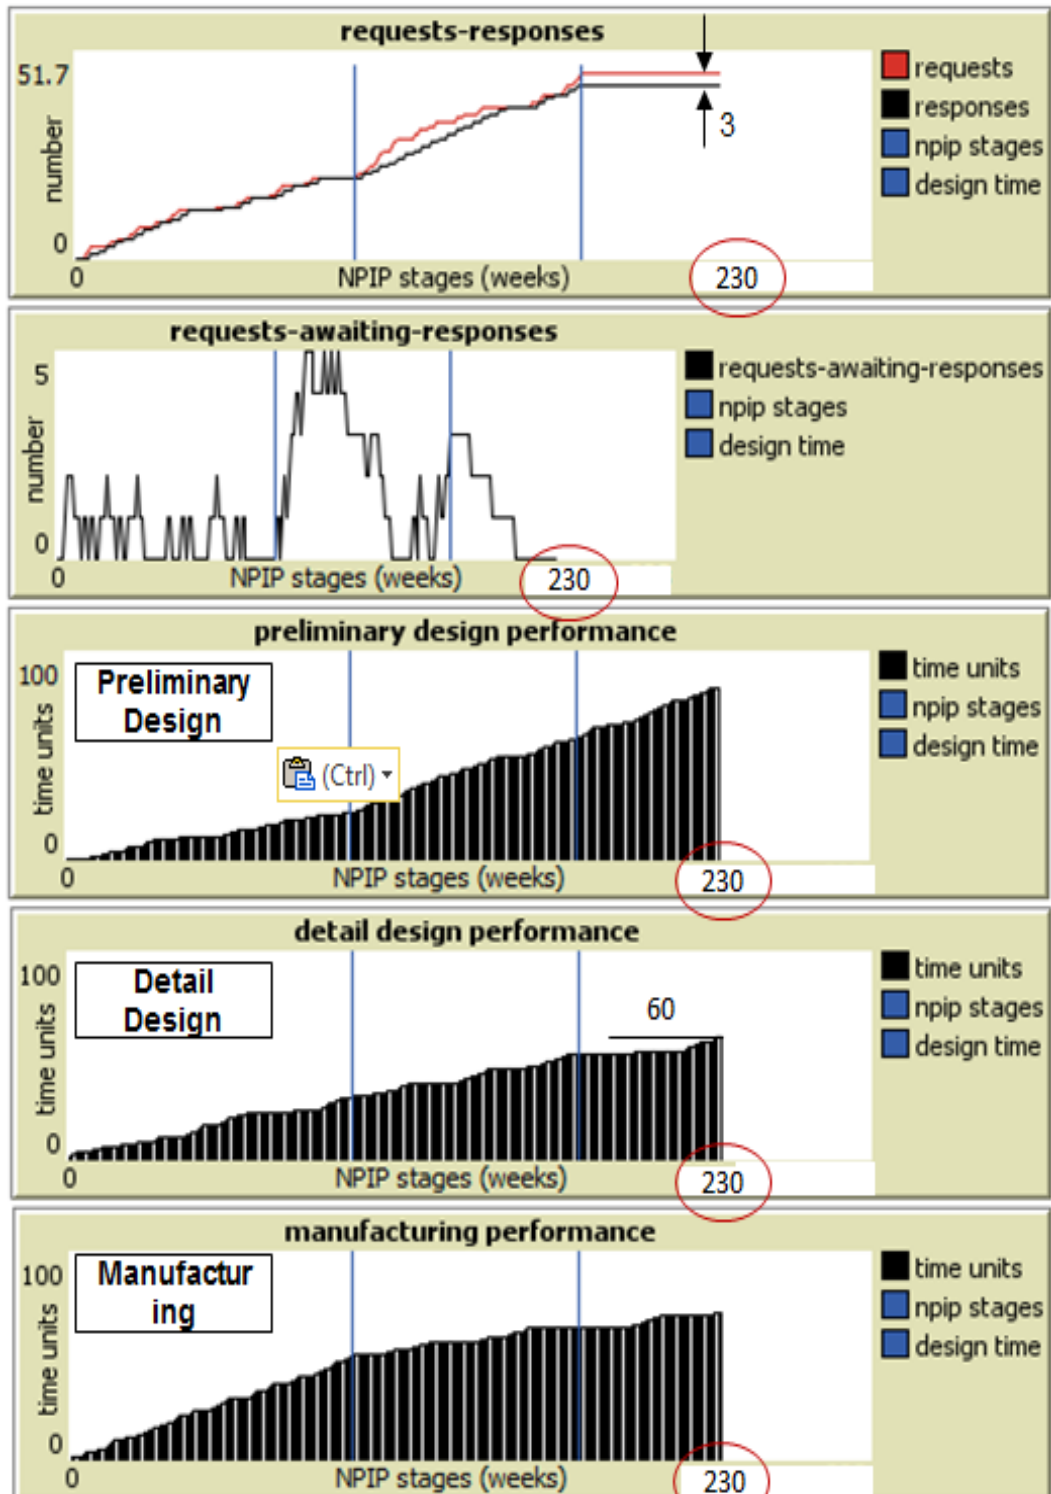 requests-responses
51.7
number
0
0
NPIP stages (weeks)
230
3
requests
responses
npip stages
design time
requests-awaiting-responses
5
number
0
0
NPIP stages (weeks)
230
requests-awaiting-responses
npip stages
design time
preliminary design performance
100
time units
0
Preliminary
Design
(Ctrl)
0
NPIP stages (weeks)
230
time units
npip stages
design time
detail design performance
100
time units
0
Detail
Design
60
0
NPIP stages (weeks)
230
time units
npip stages
design time
manufacturing performance
100
time units
0
Manufactur
ing
0
NPIP stages (weeks)
230
time units
npip stages
design time